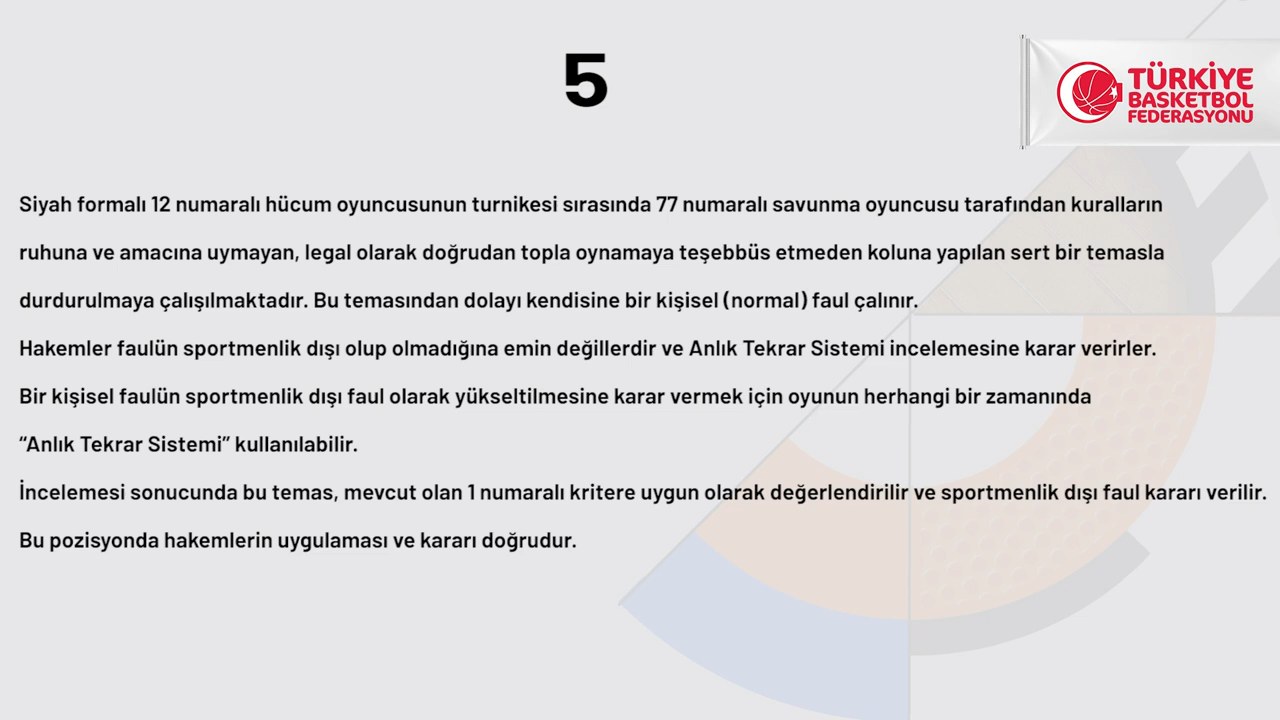 5
TÜRKİYE
BASKETBOL
FEDERASYONU
Siyah formalı 12 numaralı hücum oyuncusunun turnikesi sırasında 77 numaralı savunma oyuncusu tarafından kuralların
ruhuna ve amacına uymayan, legal olarak doğrudan topla oynamaya teşebbüs etmeden koluna yapılan sert bir temasla
durdurulmaya çalışılmaktadır. Bu temasından dolayı kendisine bir kişisel (normal) faul çalınır.
Hakemler faulün sportmenlik dışı olup olmadığına emin değillerdir ve Anlık Tekrar Sistemi incelemesine karar verirler.
Bir kişisel faulün sportmenlik dışı faul olarak yükseltilmesine karar vermek için oyunun herhangi bir zamanında
“Anlık Tekrar Sistemi” kullanılabilir.
İncelemesi sonucunda bu temas, mevcut olan 1 numaralı kritere uygun olarak değerlendirilir ve sportmenlik dışı faul kararı verilir.
Bu pozisyonda hakemlerin uygulaması ve kararı doğrudur.